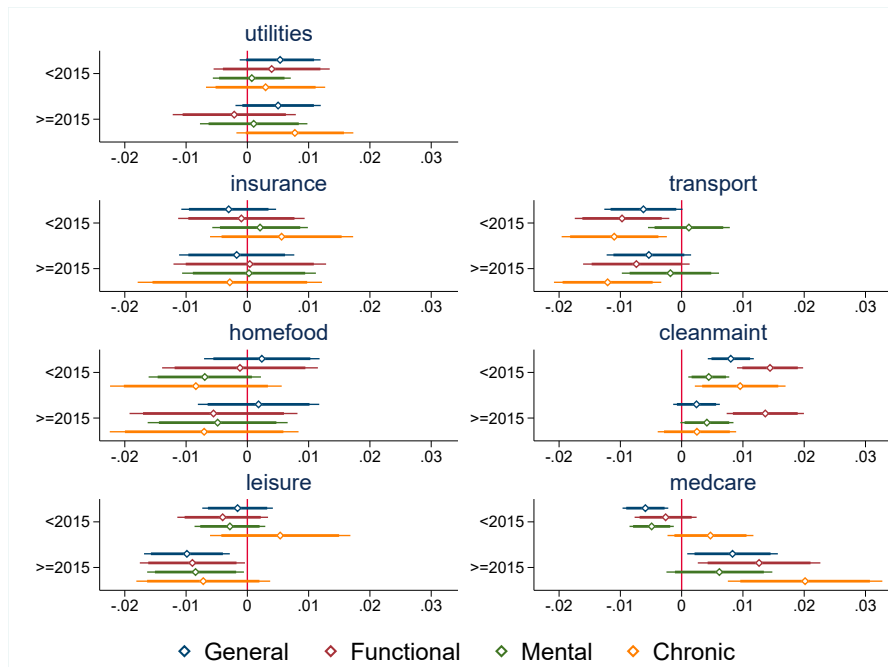 utilities
<2015
>=2015
-.02 -.01 0 .01 .02 .03
insurance
<2015
>=2015
-.02 -.01 0 .01 .02 .03
transport
<2015
>=2015
-.02 -.01 0 .01 .02 .03
homefood
<2015
>=2015
-.02 -.01 0 .01 .02 .03
cleanmaint
<2015
>=2015
-.02 -.01 0 .01 .02 .03
leisure
<2015
>=2015
-.02 -.01 0 .01 .02 .03
medcare
<2015
>=2015
-.02 -.01 0 .01 .02 .03
General Functional Mental Chronic